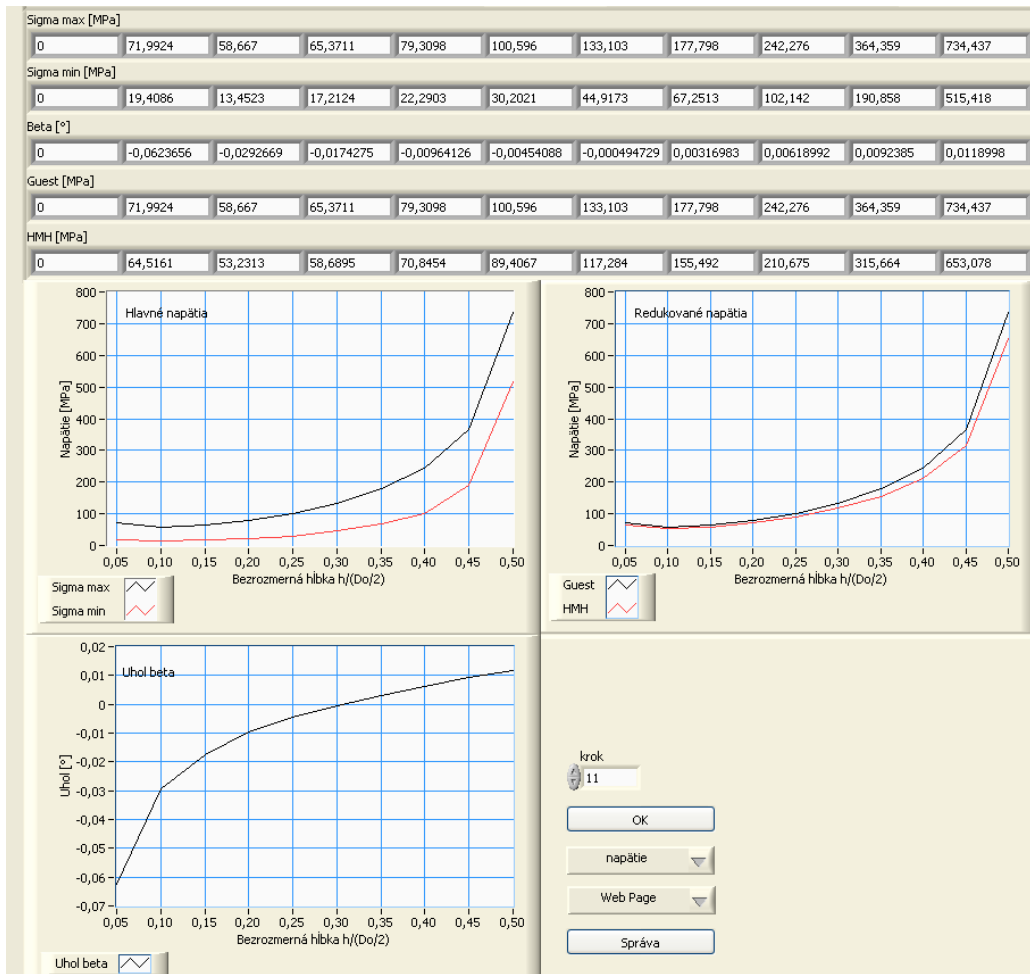 Sigma max [MPa]
0 71,9924 58,667 65,3711 79,3098 100,596 133,103 177,798 242,276 364,359 734,437
Sigma min [MPa]
0 19,4086 13,4523 17,2124 22,2903 30,2021 44,9173 67,2513 102,142 190,858 515,418
Beta [°]
0 -0,0623656 -0,0292669 -0,0174275 -0,00964126 -0,00454088 -0,000494729 0,00316983 0,00618992 0,0092385 0,0118998
Guest [MPa]
0 71,9924 58,667 65,3711 79,3098 100,596 133,103 177,798 242,276 364,359 734,437
HMH [MPa]
0 64,5161 53,2313 58,6895 70,8454 89,4067 117,284 155,492 210,675 315,664 653,078
Hlavné napätia
Napätie [MPa]
800
700
600
500
400
300
200
100
0
0,05 0,10 0,15 0,20 0,25 0,30 0,35 0,40 0,45 0,50
Bezrozmerná hĺbka h/(Do/2)
Sigma max
Sigma min
Redukované napätia
Napätie [MPa]
800
700
600
500
400
300
200
100
0
0,05 0,10 0,15 0,20 0,25 0,30 0,35 0,40 0,45 0,50
Bezrozmerná hĺbka h/(Do/2)
Guest
HMH
Uhol beta
Uhol [°]
0,02
0,01
0
-0,01
-0,02
-0,03
-0,04
-0,05
-0,06
-0,07
0,05 0,10 0,15 0,20 0,25 0,30 0,35 0,40 0,45 0,50
Bezrozmerná hĺbka h/(Do/2)
Uhol beta
krok
11
OK
napätie
Web Page
Správa